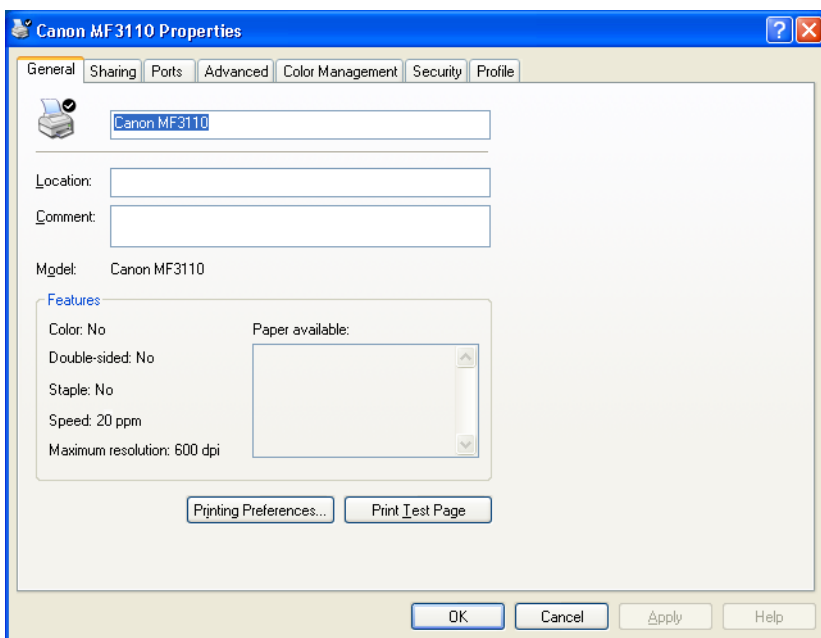 Canon MF3110 Properties
General Sharing Ports Advanced Color Management Security Profile
Canon MF3110
Location:
Comment:
Model: Canon MF3110
Features
Color: No
Paper available:
Double-sided: No
Staple: No
Speed: 20 ppm
Maximum resolution: 600 dpi
Printing Preferences... Print Test Page
OK Cancel Apply Help